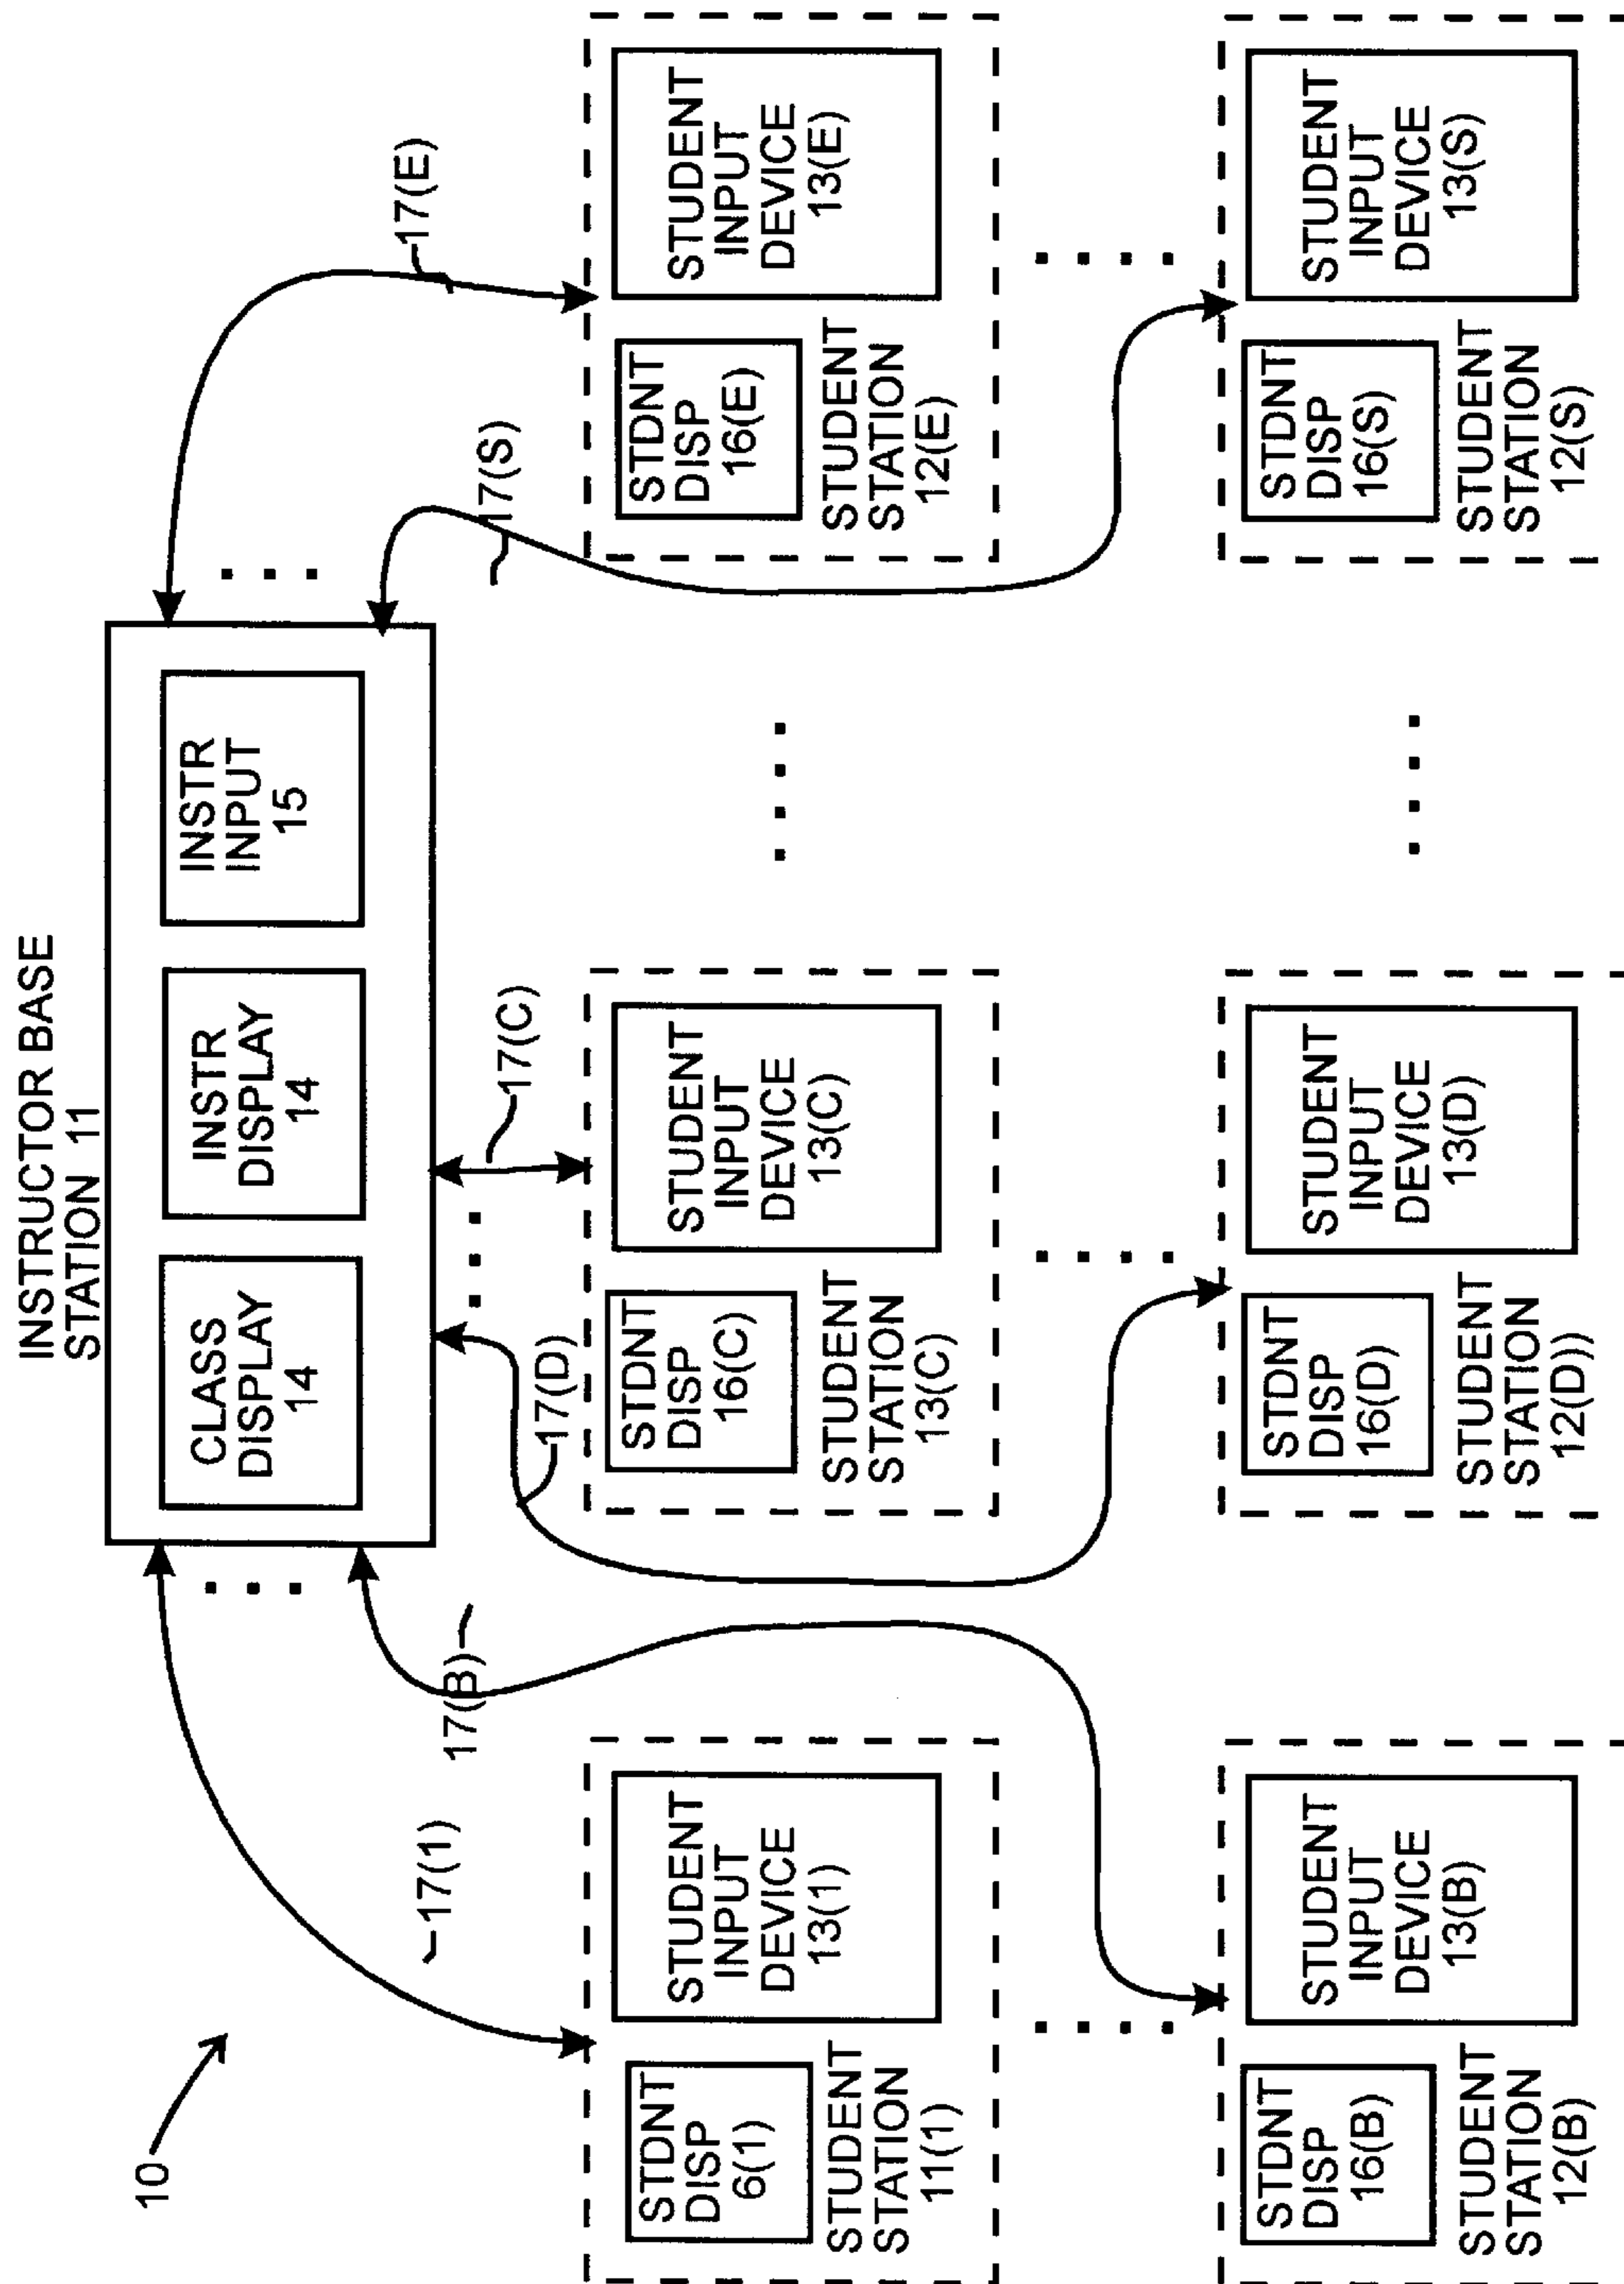 INSTRUCTOR BASE
STATION 11
CLASS
DISPLAY
14
INSTR
DISPLAY
14
INSTR
INPUT
15
10
17(1)
17(B)
17(D)
17(C)
17(S)
17(E)
STDNT
DISP
6(1)
STUDENT
STATION
11(1)
STUDENT
INPUT
DEVICE
13(1)
STDNT
DISP
16(C)
STUDENT
STATION
13(C)
STUDENT
INPUT
DEVICE
13(C)
STDNT
DISP
16(E)
STUDENT
STATION
12(E)
STUDENT
INPUT
DEVICE
13(E)
STDNT
DISP
16(B)
STUDENT
STATION
12(B)
STUDENT
INPUT
DEVICE
13(B)
STDNT
DISP
16(D)
STUDENT
STATION
12(D))
STUDENT
INPUT
DEVICE
13(D)
STDNT
DISP
16(S)
STUDENT
STATION
12(S)
STUDENT
INPUT
DEVICE
13(S)